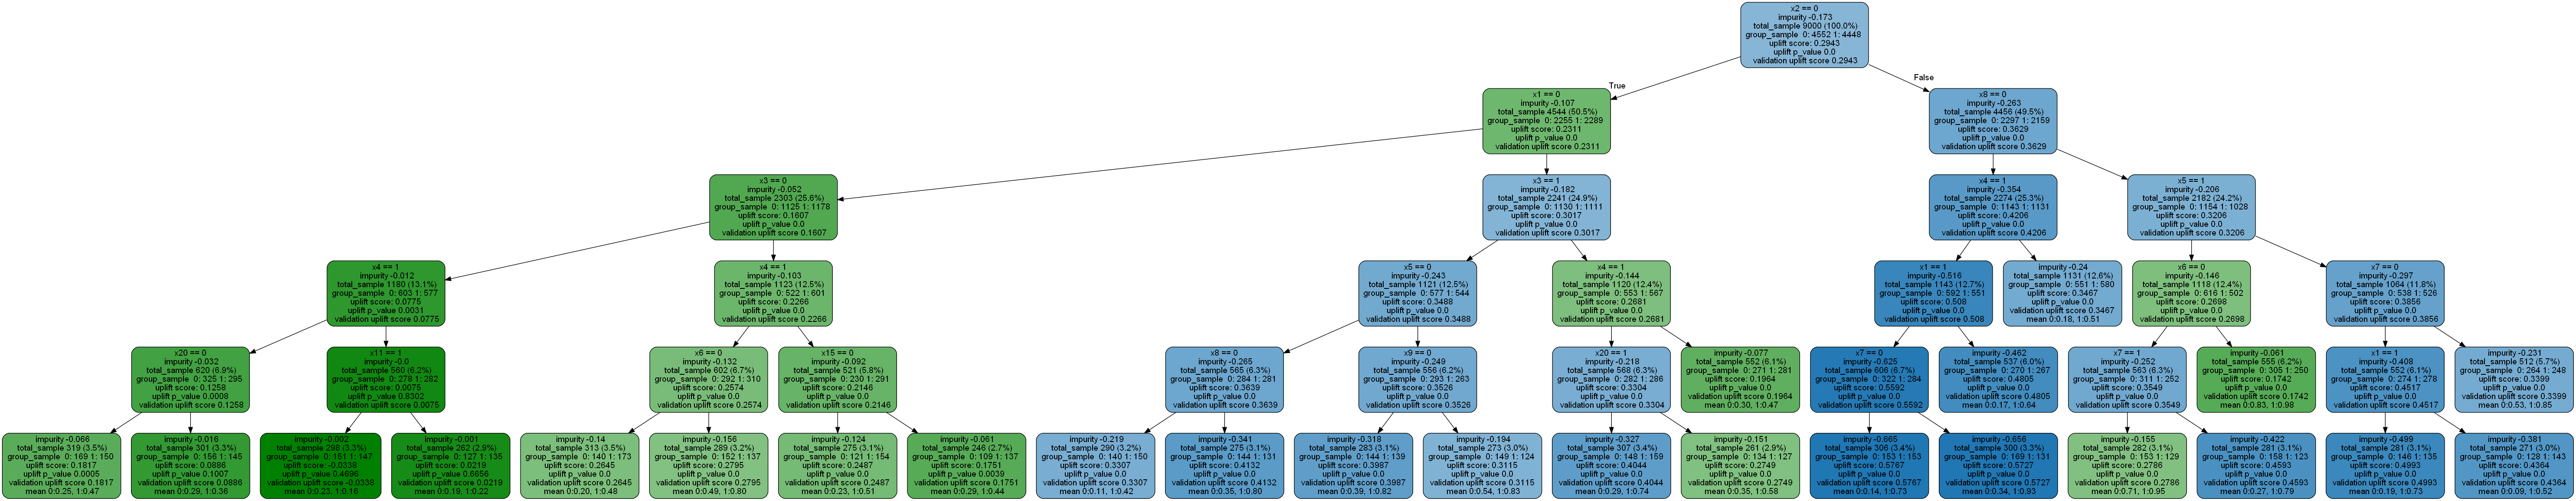 x2 == 0
impurity -0.173
total_sample 9000 (100.0%)
group_sample 0: 4552 1: 4448
uplift score: 0.2943
uplift p_value 0.0
validation uplift score 0.2943
True
False
x1 == 0
impurity -0.107
total_sample 4544 (50.5%)
group_sample 0: 2255 1: 2289
uplift score: 0.2311
uplift p_value 0.0
validation uplift score 0.2311
x8 == 0
impurity -0.263
total_sample 4456 (49.5%)
group_sample 0: 2297 1: 2159
uplift score: 0.3629
uplift p_value 0.0
validation uplift score 0.3629
x3 == 0
impurity -0.052
total_sample 2303 (25.6%)
group_sample 0: 1125 1: 1178
uplift score: 0.1607
uplift p_value 0.0
validation uplift score 0.1607
x3 == 1
impurity -0.182
total_sample 2241 (24.9%)
group_sample 0: 1130 1: 1111
uplift score: 0.3017
uplift p_value 0.0
validation uplift score 0.3017
x4 == 1
impurity -0.354
total_sample 2274 (25.3%)
group_sample 0: 1143 1: 1131
uplift score: 0.4206
uplift p_value 0.0
validation uplift score 0.4206
x5 == 1
impurity -0.206
total_sample 2182 (24.2%)
group_sample 0: 1154 1: 1028
uplift score: 0.3206
uplift p_value 0.0
validation uplift score 0.3206
x4 == 1
impurity -0.012
total_sample 1180 (13.1%)
group_sample 0: 603 1: 577
uplift score: 0.0775
uplift p_value 0.0031
validation uplift score 0.0775
x4 == 1
impurity -0.103
total_sample 1123 (12.5%)
group_sample 0: 522 1: 601
uplift score: 0.2266
uplift p_value 0.0
validation uplift score 0.2266
x5 == 0
impurity -0.243
total_sample 1121 (12.5%)
group_sample 0: 577 1: 544
uplift score: 0.3488
uplift p_value 0.0
validation uplift score 0.3488
x4 == 1
impurity -0.144
total_sample 1120 (12.4%)
group_sample 0: 553 1: 567
uplift score: 0.2681
uplift p_value 0.0
validation uplift score 0.2681
x1 == 1
impurity -0.516
total_sample 1143 (12.7%)
group_sample 0: 592 1: 551
uplift score: 0.508
uplift p_value 0.0
validation uplift score 0.508
impurity -0.24
total_sample 1131 (12.6%)
group_sample 0: 551 1: 580
uplift score: 0.3467
uplift p_value 0.0
validation uplift score 0.3467
mean 0:0.18, 1:0.51
x6 == 0
impurity -0.146
total_sample 1118 (12.4%)
group_sample 0: 616 1: 502
uplift score: 0.2698
uplift p_value 0.0
validation uplift score 0.2698
x7 == 0
impurity -0.297
total_sample 1064 (11.8%)
group_sample 0: 538 1: 526
uplift score: 0.3856
uplift p_value 0.0
validation uplift score 0.3856
x20 == 0
impurity -0.032
total_sample 620 (6.9%)
group_sample 0: 325 1: 295
uplift score: 0.1258
uplift p_value 0.0008
validation uplift score 0.1258
x11 == 1
impurity -0.0
total_sample 560 (6.2%)
group_sample 0: 278 1: 282
uplift score: 0.0075
uplift p_value 0.8302
validation uplift score 0.0075
x6 == 0
impurity -0.132
total_sample 602 (6.7%)
group_sample 0: 292 1: 310
uplift score: 0.2574
uplift p_value 0.0
validation uplift score 0.2574
x15 == 0
impurity -0.092
total_sample 521 (5.8%)
group_sample 0: 230 1: 291
uplift score: 0.2146
uplift p_value 0.0
validation uplift score 0.2146
x8 == 0
impurity -0.265
total_sample 565 (6.3%)
group_sample 0: 284 1: 281
uplift score: 0.3639
uplift p_value 0.0
validation uplift score 0.3639
x9 == 0
impurity -0.249
total_sample 556 (6.2%)
group_sample 0: 293 1: 263
uplift score: 0.3526
uplift p_value 0.0
validation uplift score 0.3526
x20 == 1
impurity -0.218
total_sample 568 (6.3%)
group_sample 0: 282 1: 286
uplift score: 0.3304
uplift p_value 0.0
validation uplift score 0.3304
impurity -0.077
total_sample 552 (6.1%)
group_sample 0: 271 1: 281
uplift score: 0.1964
uplift p_value 0.0
validation uplift score 0.1964
mean 0:0.30, 1:0.47
x7 == 0
impurity -0.625
total_sample 606 (6.7%)
group_sample 0: 322 1: 284
uplift score: 0.5592
uplift p_value 0.0
validation uplift score 0.5592
impurity -0.462
total_sample 537 (6.0%)
group_sample 0: 270 1: 267
uplift score: 0.4805
uplift p_value 0.0
validation uplift score 0.4805
mean 0:0.17, 1:0.64
x7 == 1
impurity -0.252
total_sample 563 (6.3%)
group_sample 0: 311 1: 252
uplift score: 0.3549
uplift p_value 0.0
validation uplift score 0.3549
impurity -0.061
total_sample 555 (6.2%)
group_sample 0: 305 1: 250
uplift score: 0.1742
uplift p_value 0.0
validation uplift score 0.1742
mean 0:0.83, 1:0.98
x1 == 1
impurity -0.408
total_sample 552 (6.1%)
group_sample 0: 274 1: 278
uplift score: 0.4517
uplift p_value 0.0
validation uplift score 0.4517
impurity -0.231
total_sample 512 (5.7%)
group_sample 0: 264 1: 248
uplift score: 0.3399
uplift p_value 0.0
validation uplift score 0.3399
mean 0:0.53, 1:0.85
impurity -0.066
total_sample 319 (3.5%)
group_sample 0: 169 1: 150
uplift score: 0.1817
uplift p_value 0.0005
validation uplift score 0.1817
mean 0:0.25, 1:0.47
impurity -0.016
total_sample 301 (3.3%)
group_sample 0: 156 1: 145
uplift score: 0.0886
uplift p_value 0.1007
validation uplift score 0.0886
mean 0:0.29, 1:0.36
impurity -0.002
total_sample 298 (3.3%)
group_sample 0: 151 1: 147
uplift score: -0.0338
uplift p_value 0.4696
validation uplift score -0.0338
mean 0:0.23, 1:0.16
impurity -0.001
total_sample 262 (2.9%)
group_sample 0: 127 1: 135
uplift score: 0.0219
uplift p_value 0.6656
validation uplift score 0.0219
mean 0:0.19, 1:0.22
impurity -0.14
total_sample 313 (3.5%)
group_sample 0: 140 1: 173
uplift score: 0.2645
uplift p_value 0.0
validation uplift score 0.2645
mean 0:0.20, 1:0.48
impurity -0.156
total_sample 289 (3.2%)
group_sample 0: 152 1: 137
uplift score: 0.2795
uplift p_value 0.0
validation uplift score 0.2795
mean 0:0.49, 1:0.80
impurity -0.124
total_sample 275 (3.1%)
group_sample 0: 121 1: 154
uplift score: 0.2487
uplift p_value 0.0
validation uplift score 0.2487
mean 0:0.23, 1:0.51
impurity -0.061
total_sample 246 (2.7%)
group_sample 0: 109 1: 137
uplift score: 0.1751
uplift p_value 0.0039
validation uplift score 0.1751
mean 0:0.29, 1:0.44
impurity -0.219
total_sample 290 (3.2%)
group_sample 0: 140 1: 150
uplift score: 0.3307
uplift p_value 0.0
validation uplift score 0.3307
mean 0:0.11, 1:0.42
impurity -0.341
total_sample 275 (3.1%)
group_sample 0: 144 1: 131
uplift score: 0.4132
uplift p_value 0.0
validation uplift score 0.4132
mean 0:0.35, 1:0.80
impurity -0.318
total_sample 283 (3.1%)
group_sample 0: 144 1: 139
uplift score: 0.3987
uplift p_value 0.0
validation uplift score 0.3987
mean 0:0.39, 1:0.82
impurity -0.194
total_sample 273 (3.0%)
group_sample 0: 149 1: 124
uplift score: 0.3115
uplift p_value 0.0
validation uplift score 0.3115
mean 0:0.54, 1:0.83
impurity -0.327
total_sample 307 (3.4%)
group_sample 0: 148 1: 159
uplift score: 0.4044
uplift p_value 0.0
validation uplift score 0.4044
mean 0:0.29, 1:0.74
impurity -0.151
total_sample 261 (2.9%)
group_sample 0: 134 1: 127
uplift score: 0.2749
uplift p_value 0.0
validation uplift score 0.2749
mean 0:0.35, 1:0.58
impurity -0.665
total_sample 306 (3.4%)
group_sample 0: 153 1: 153
uplift score: 0.5767
uplift p_value 0.0
validation uplift score 0.5767
mean 0:0.14, 1:0.73
impurity -0.656
total_sample 300 (3.3%)
group_sample 0: 169 1: 131
uplift score: 0.5727
uplift p_value 0.0
validation uplift score 0.5727
mean 0:0.34, 1:0.93
impurity -0.155
total_sample 282 (3.1%)
group_sample 0: 153 1: 129
uplift score: 0.2786
uplift p_value 0.0
validation uplift score 0.2786
mean 0:0.71, 1:0.95
impurity -0.422
total_sample 281 (3.1%)
group_sample 0: 158 1: 123
uplift score: 0.4593
uplift p_value 0.0
validation uplift score 0.4593
mean 0:0.27, 1:0.79
impurity -0.499
total_sample 281 (3.1%)
group_sample 0: 146 1: 135
uplift score: 0.4993
uplift p_value 0.0
validation uplift score 0.4993
mean 0:0.19, 1:0.73
impurity -0.381
total_sample 271 (3.0%)
group_sample 0: 128 1: 143
uplift score: 0.4364
uplift p_value 0.0
validation uplift score 0.4364
mean 0:0.09, 1:0.52